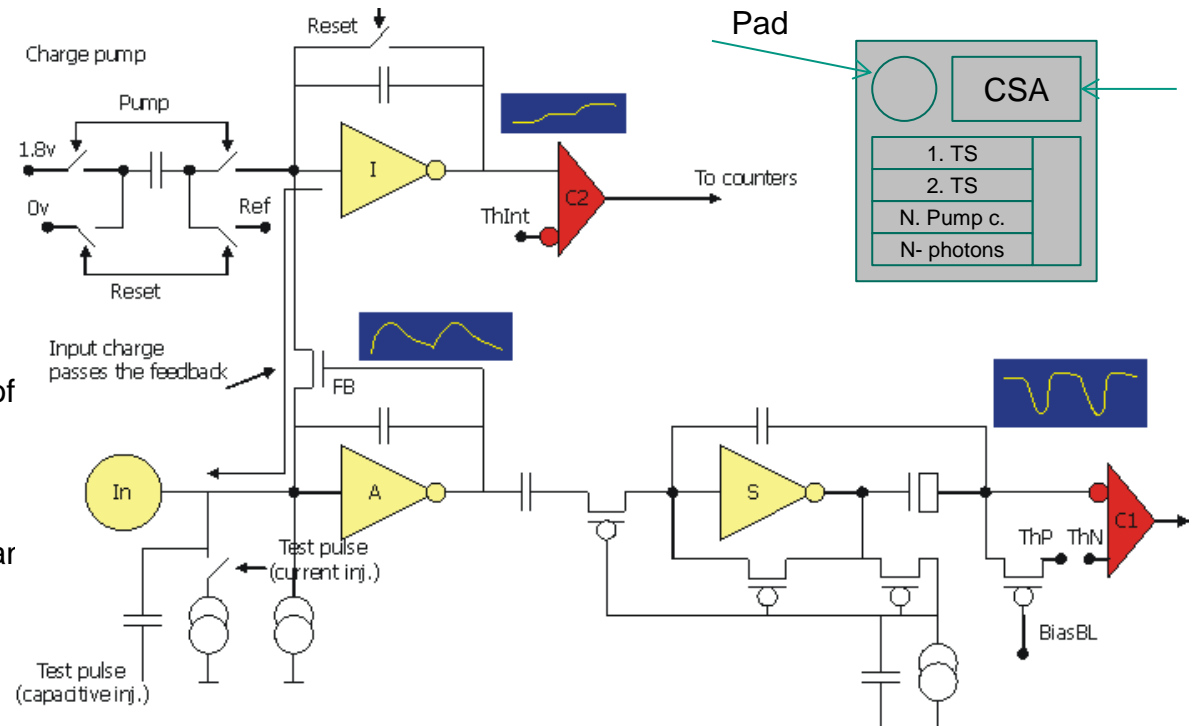 Reset
Pad
Charge pump
CSA
Pump
1.8v
I
1. TS
To counters
C2
2. TS
0v
Ref
ThInt
N. Pump c.
N- photons
Reset
Input charge
passes the feedback
FB
of
In
A
S
C1
ThP ThN
Test pulse
(current inj.)
ar
BiasBL
Test pulse
(capacitive inj.)